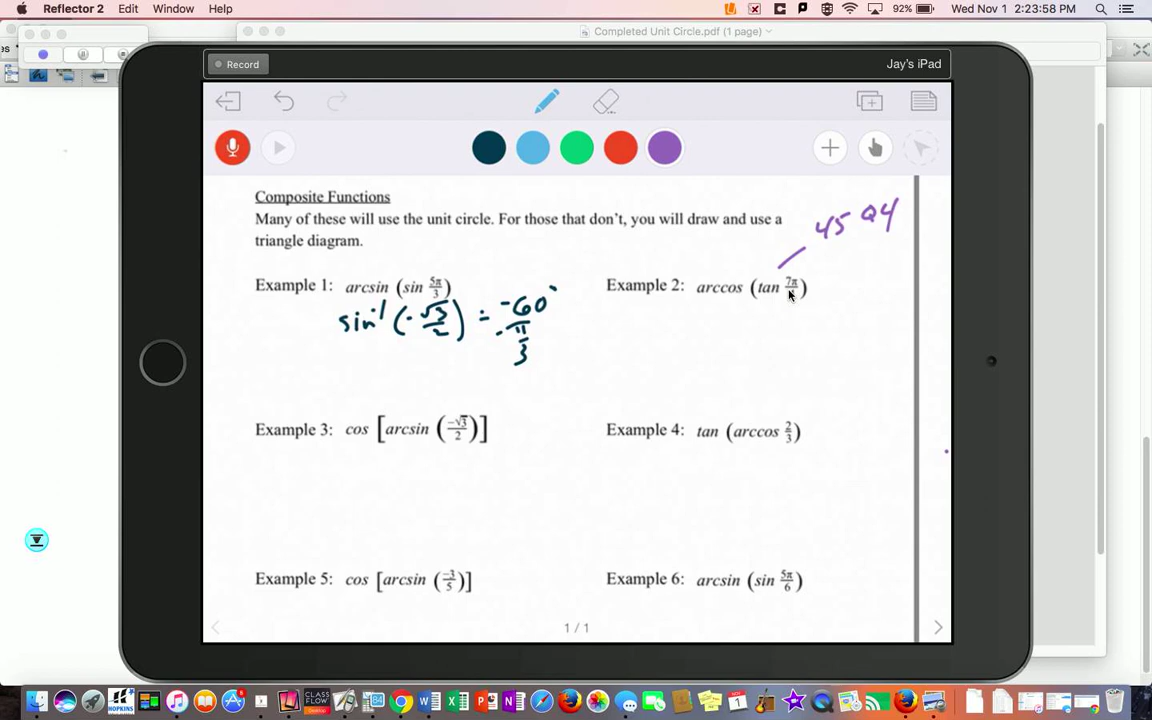 Reflector 2 Edit Window Help 92% Wed Nov 1 2:23:58 PM
Completed Unit Circle.pdf (1 page)
Record Jay's iPad
Composite Functions
Many of these will use the unit circle. For those that don't, you will draw and use a
triangle diagram.
45 Q4
Example 1: arcsin (sin 5π/3) Example 2: arccos (tan 7π/4)
sin⁻¹ (-√3/2) = -60°
-π/3
Example 3: cos [arcsin (-√3/2)] Example 4: tan (arccos 2/3)
Example 5: cos [arcsin (-3/5)] Example 6: arcsin (sin 5π/6)
1 / 1
HOPKINS
CLASS
FLOW